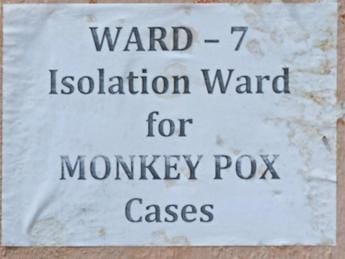 WARD – 7
Isolation Ward
for
MONKEY POX
Cases